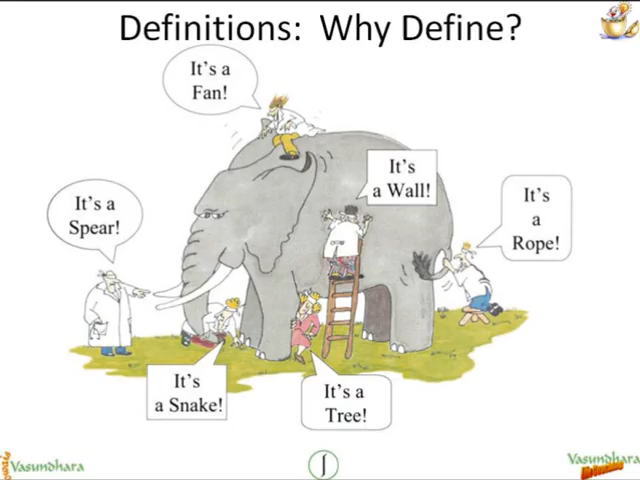 Definitions: Why Define?
It's a
Fan!
It's
a Wall!
It's a
Spear!
It's
a
Rope!
It's
a Snake!
It's a
Tree!
Vasundhara
Vasundhara